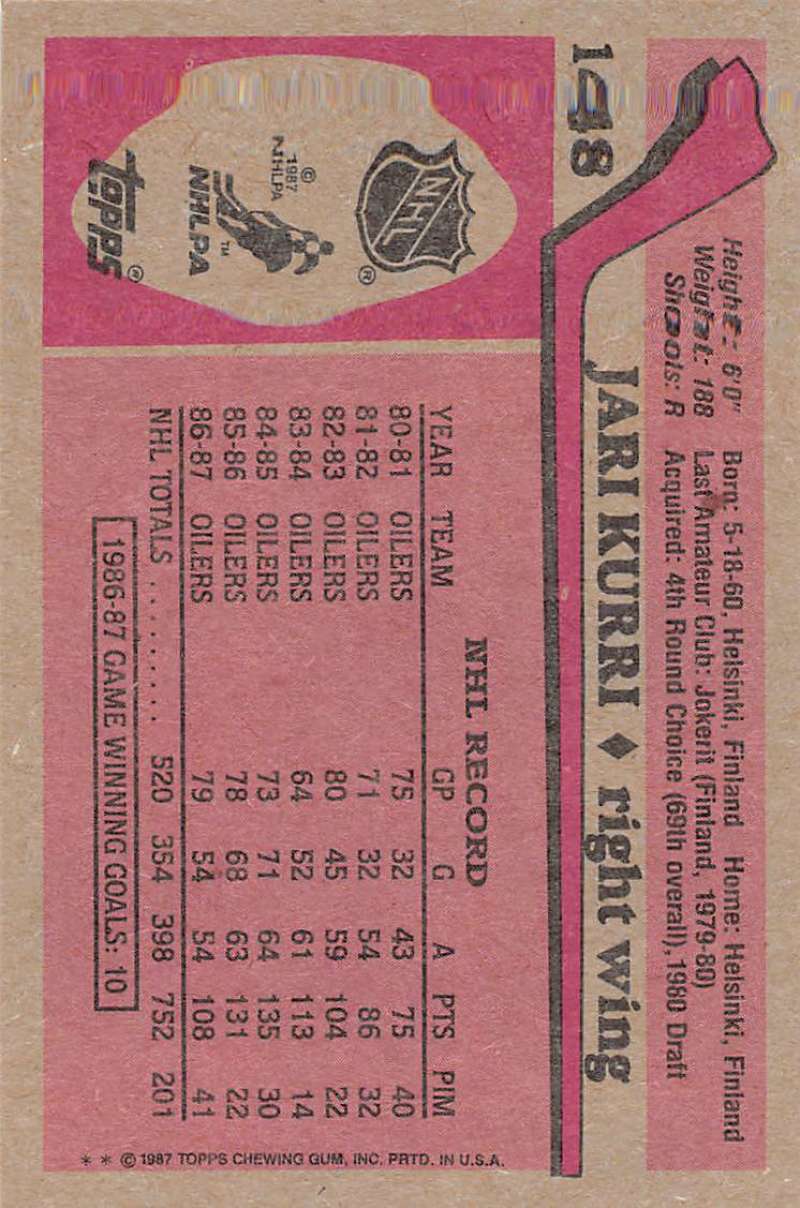 148
Height: 6'0" Born: 5-18-60, Helsinki, Finland Home: Helsinki, Finland
Weight: 188 Last Amateur Club: Jokerit (Finland, 1979-80)
Shoots: R Acquired: 4th Round Choice (69th overall), 1980 Draft
JARI KURRI ♦ right wing
NHL
®
© 1987 NHLPA
NHLPA
TM
TOPPS ®
NHL RECORD
YEAR TEAM GP G A PTS PIM
80-81 OILERS 75 32 43 75 40
81-82 OILERS 71 32 54 86 32
82-83 OILERS 80 45 59 104 22
83-84 OILERS 64 52 61 113 14
84-85 OILERS 73 71 64 135 30
85-86 OILERS 78 68 63 131 22
86-87 OILERS 79 54 54 108 41
NHL TOTALS ......... 520 354 398 752 201
1986-87 GAME WINNING GOALS: 10
* * © 1987 TOPPS CHEWING GUM, INC. PRTD. IN U.S.A.